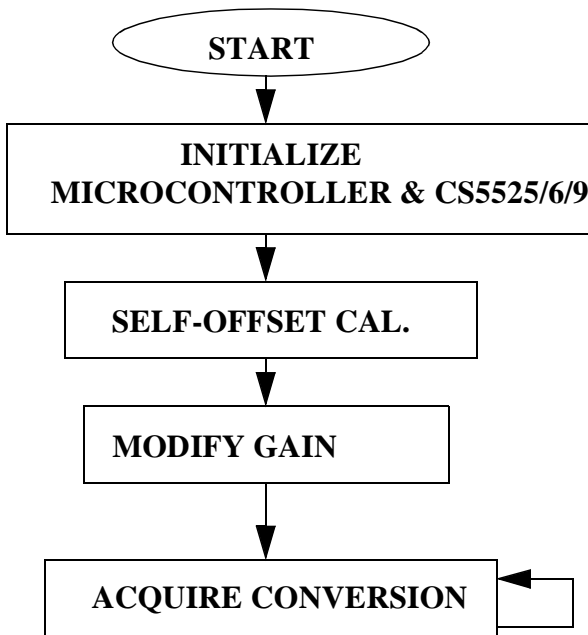 START
INITIALIZE
MICROCONTROLLER & CS5525/6/9
SELF-OFFSET CAL.
MODIFY GAIN
ACQUIRE CONVERSION